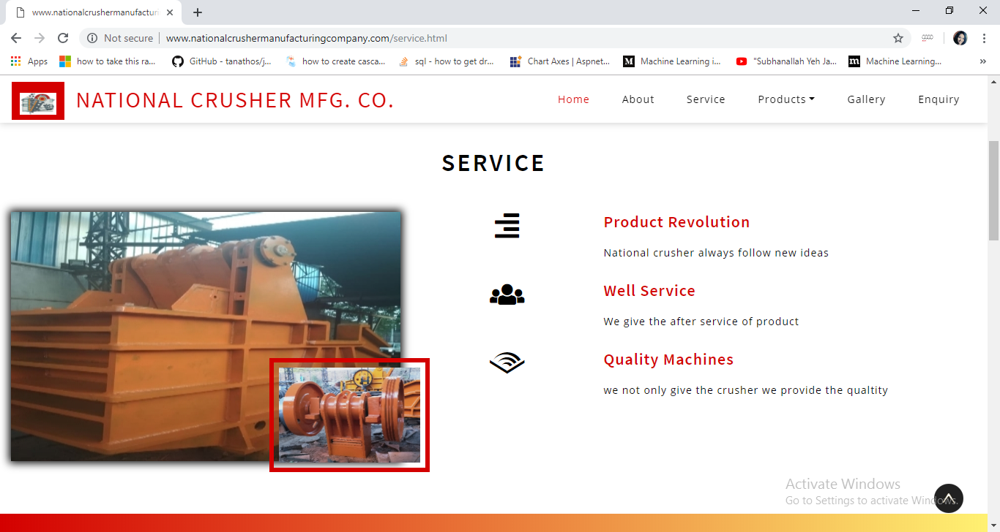 www.nationalcrushermanufacturin
Not secure
www.nationalcrushermanufacturingcompany.com/service.html
Apps
how to take this ra...
GitHub - tanathos/j...
how to create casca...
sql - how to get dr...
Chart Axes | Aspnet...
M
Machine Learning i...
"Subhanallah Yeh Ja...
m
Machine Learning...
»
NATIONAL CRUSHER MFG. CO.
Home
About
Service
Products
Gallery
Enquiry
SERVICE
Product Revolution
National crusher always follow new ideas
Well Service
We give the after service of product
Quality Machines
we not only give the crusher we provide the qualtity
Activate Windows
Go to Settings to activate Windows.